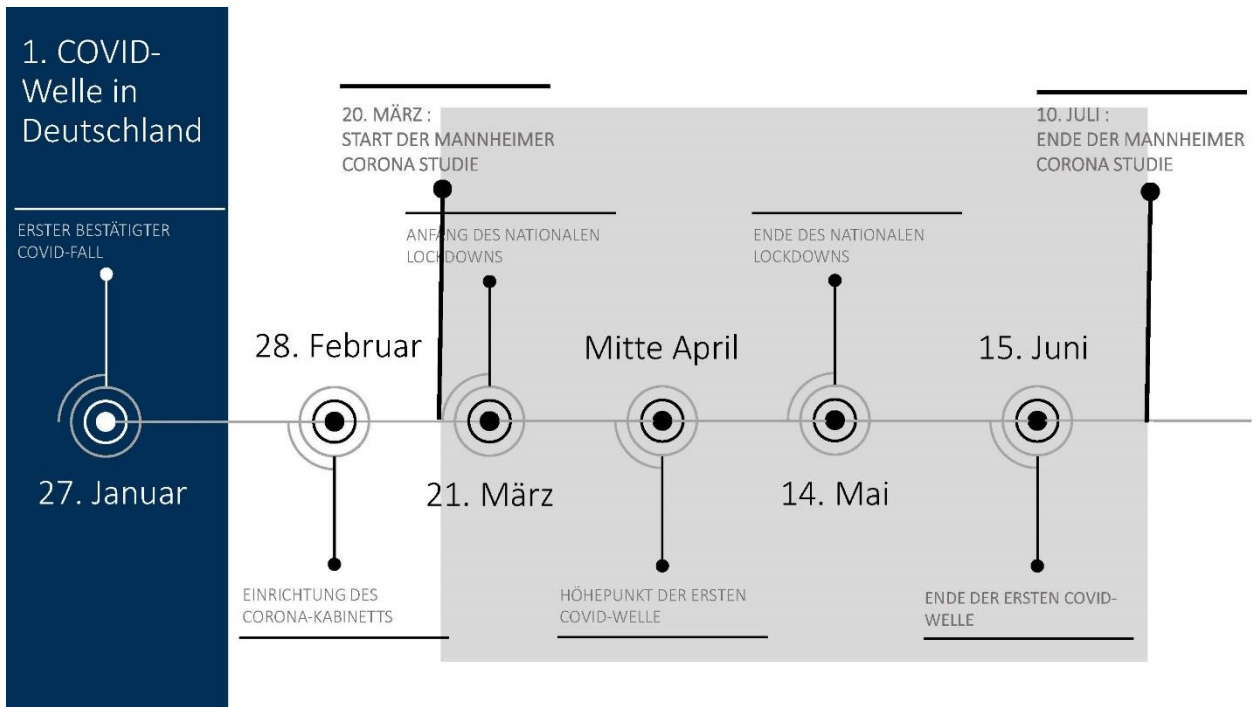 1. COVID-
Welle in
Deutschland
ERSTER BESTÄTIGTER
COVID-FALL
27. Januar
28. Februar
EINRICHTUNG DES
CORONA-KABINETTS
20. MÄRZ :
START DER MANNHEIMER
CORONA STUDIE
ANFANG DES NATIONALEN
LOCKDOWNS
21. März
Mitte April
HÖHEPUNKT DER ERSTEN
COVID-WELLE
ENDE DES NATIONALEN
LOCKDOWNS
14. Mai
15. Juni
ENDE DER ERSTEN COVID-
WELLE
10. JULI :
ENDE DER MANNHEIMER
CORONA STUDIE